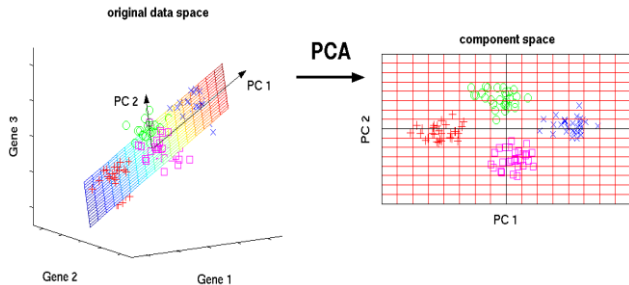 original data space
PCA
component space
PC 1
PC 2
Gene 3
PC 2
PC 1
Gene 2
Gene 1